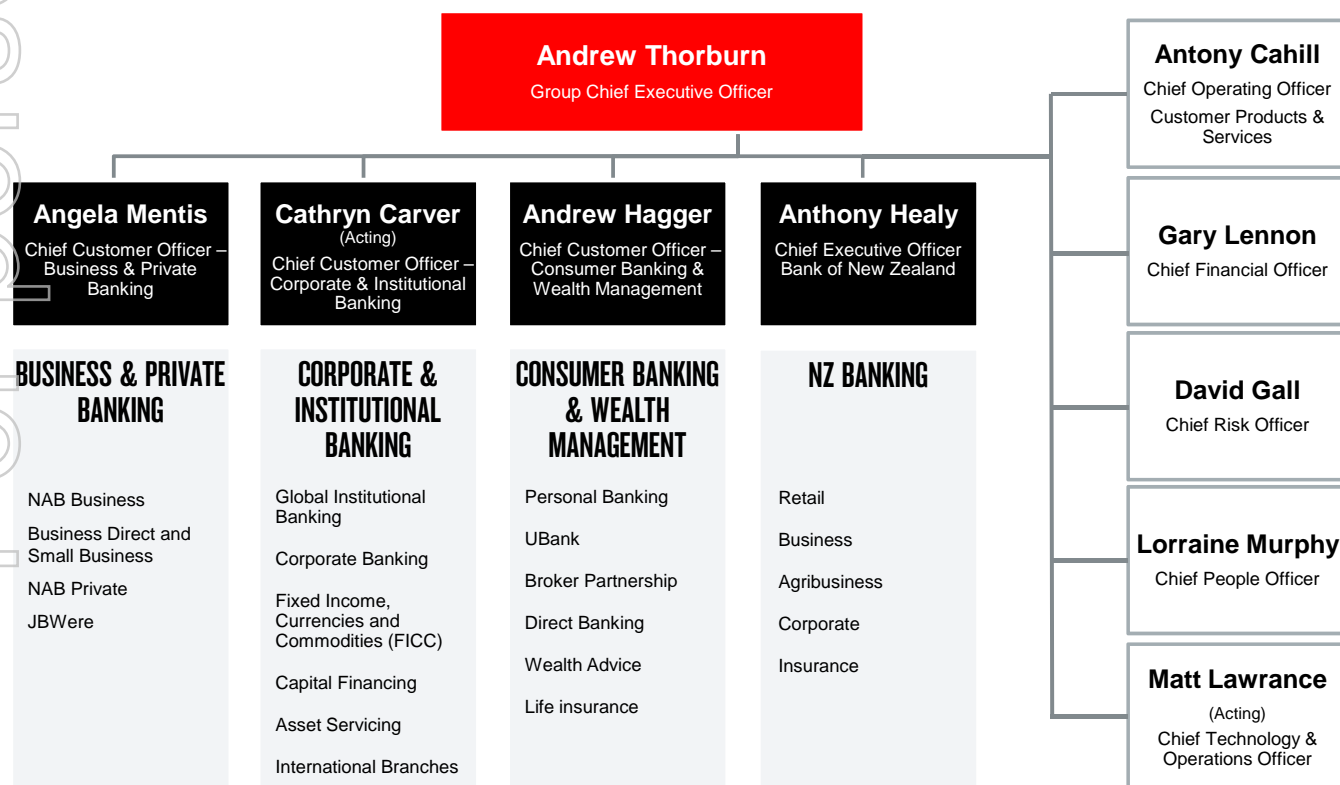 Andrew Thorburn
Group Chief Executive Officer
Antony Cahill
Chief Operating Officer
Customer Products &
Services
Angela Mentis
Chief Customer Officer –
Business & Private
Banking
Cathryn Carver
(Acting)
Chief Customer Officer –
Corporate & Institutional
Banking
Andrew Hagger
Chief Customer Officer –
Consumer Banking &
Wealth Management
Anthony Healy
Chief Executive Officer
Bank of New Zealand
Gary Lennon
Chief Financial Officer
David Gall
Chief Risk Officer
Lorraine Murphy
Chief People Officer
Matt Lawrance
(Acting)
Chief Technology &
Operations Officer
BUSINESS & PRIVATE
BANKING
NAB Business
Business Direct and
Small Business
NAB Private
JBWere
CORPORATE &
INSTITUTIONAL
BANKING
Global Institutional
Banking
Corporate Banking
Fixed Income,
Currencies and
Commodities (FICC)
Capital Financing
Asset Servicing
International Branches
CONSUMER BANKING
& WEALTH
MANAGEMENT
Personal Banking
UBank
Broker Partnership
Direct Banking
Wealth Advice
Life insurance
NZ BANKING
Retail
Business
Agribusiness
Corporate
Insurance